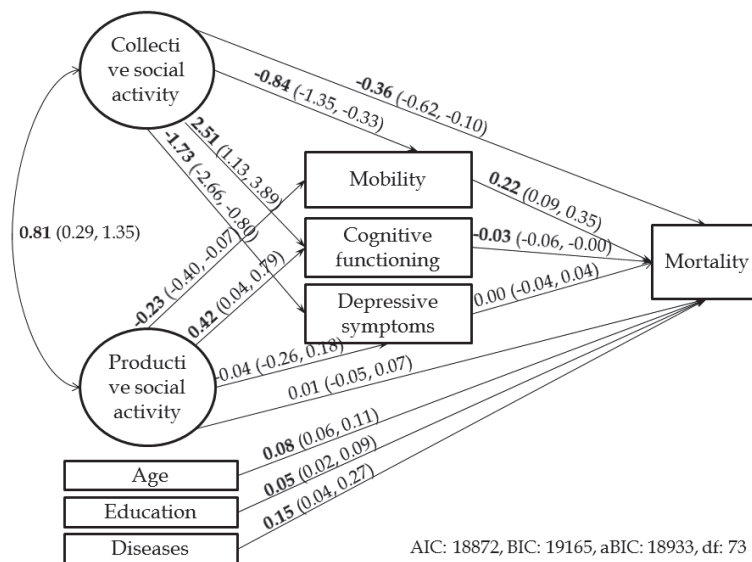 Collecti
ve social
activity
-0.36 (-0.62, -0.10)
-0.84 (-1.35, -0.33)
2.51 (1.13, 3.89)
-1.73 (-2.66, -0.80)
Mobility
0.22 (0.09, 0.35)
0.81 (0.29, 1.35)
Cognitive
functioning
-0.03 (-0.06, -0.00)
Mortality
-0.23 (-0.40, -0.07)
0.42 (0.04, 0.79)
Depressive
symptoms
0.00 (-0.04, 0.04)
Producti
ve social
activity
-0.04 (-0.26, 0.18)
0.01 (-0.05, 0.07)
Age
0.08 (0.06, 0.11)
Education
0.05 (0.02, 0.09)
Diseases
0.15 (0.04, 0.27)
AIC: 18872, BIC: 19165, aBIC: 18933, df: 73